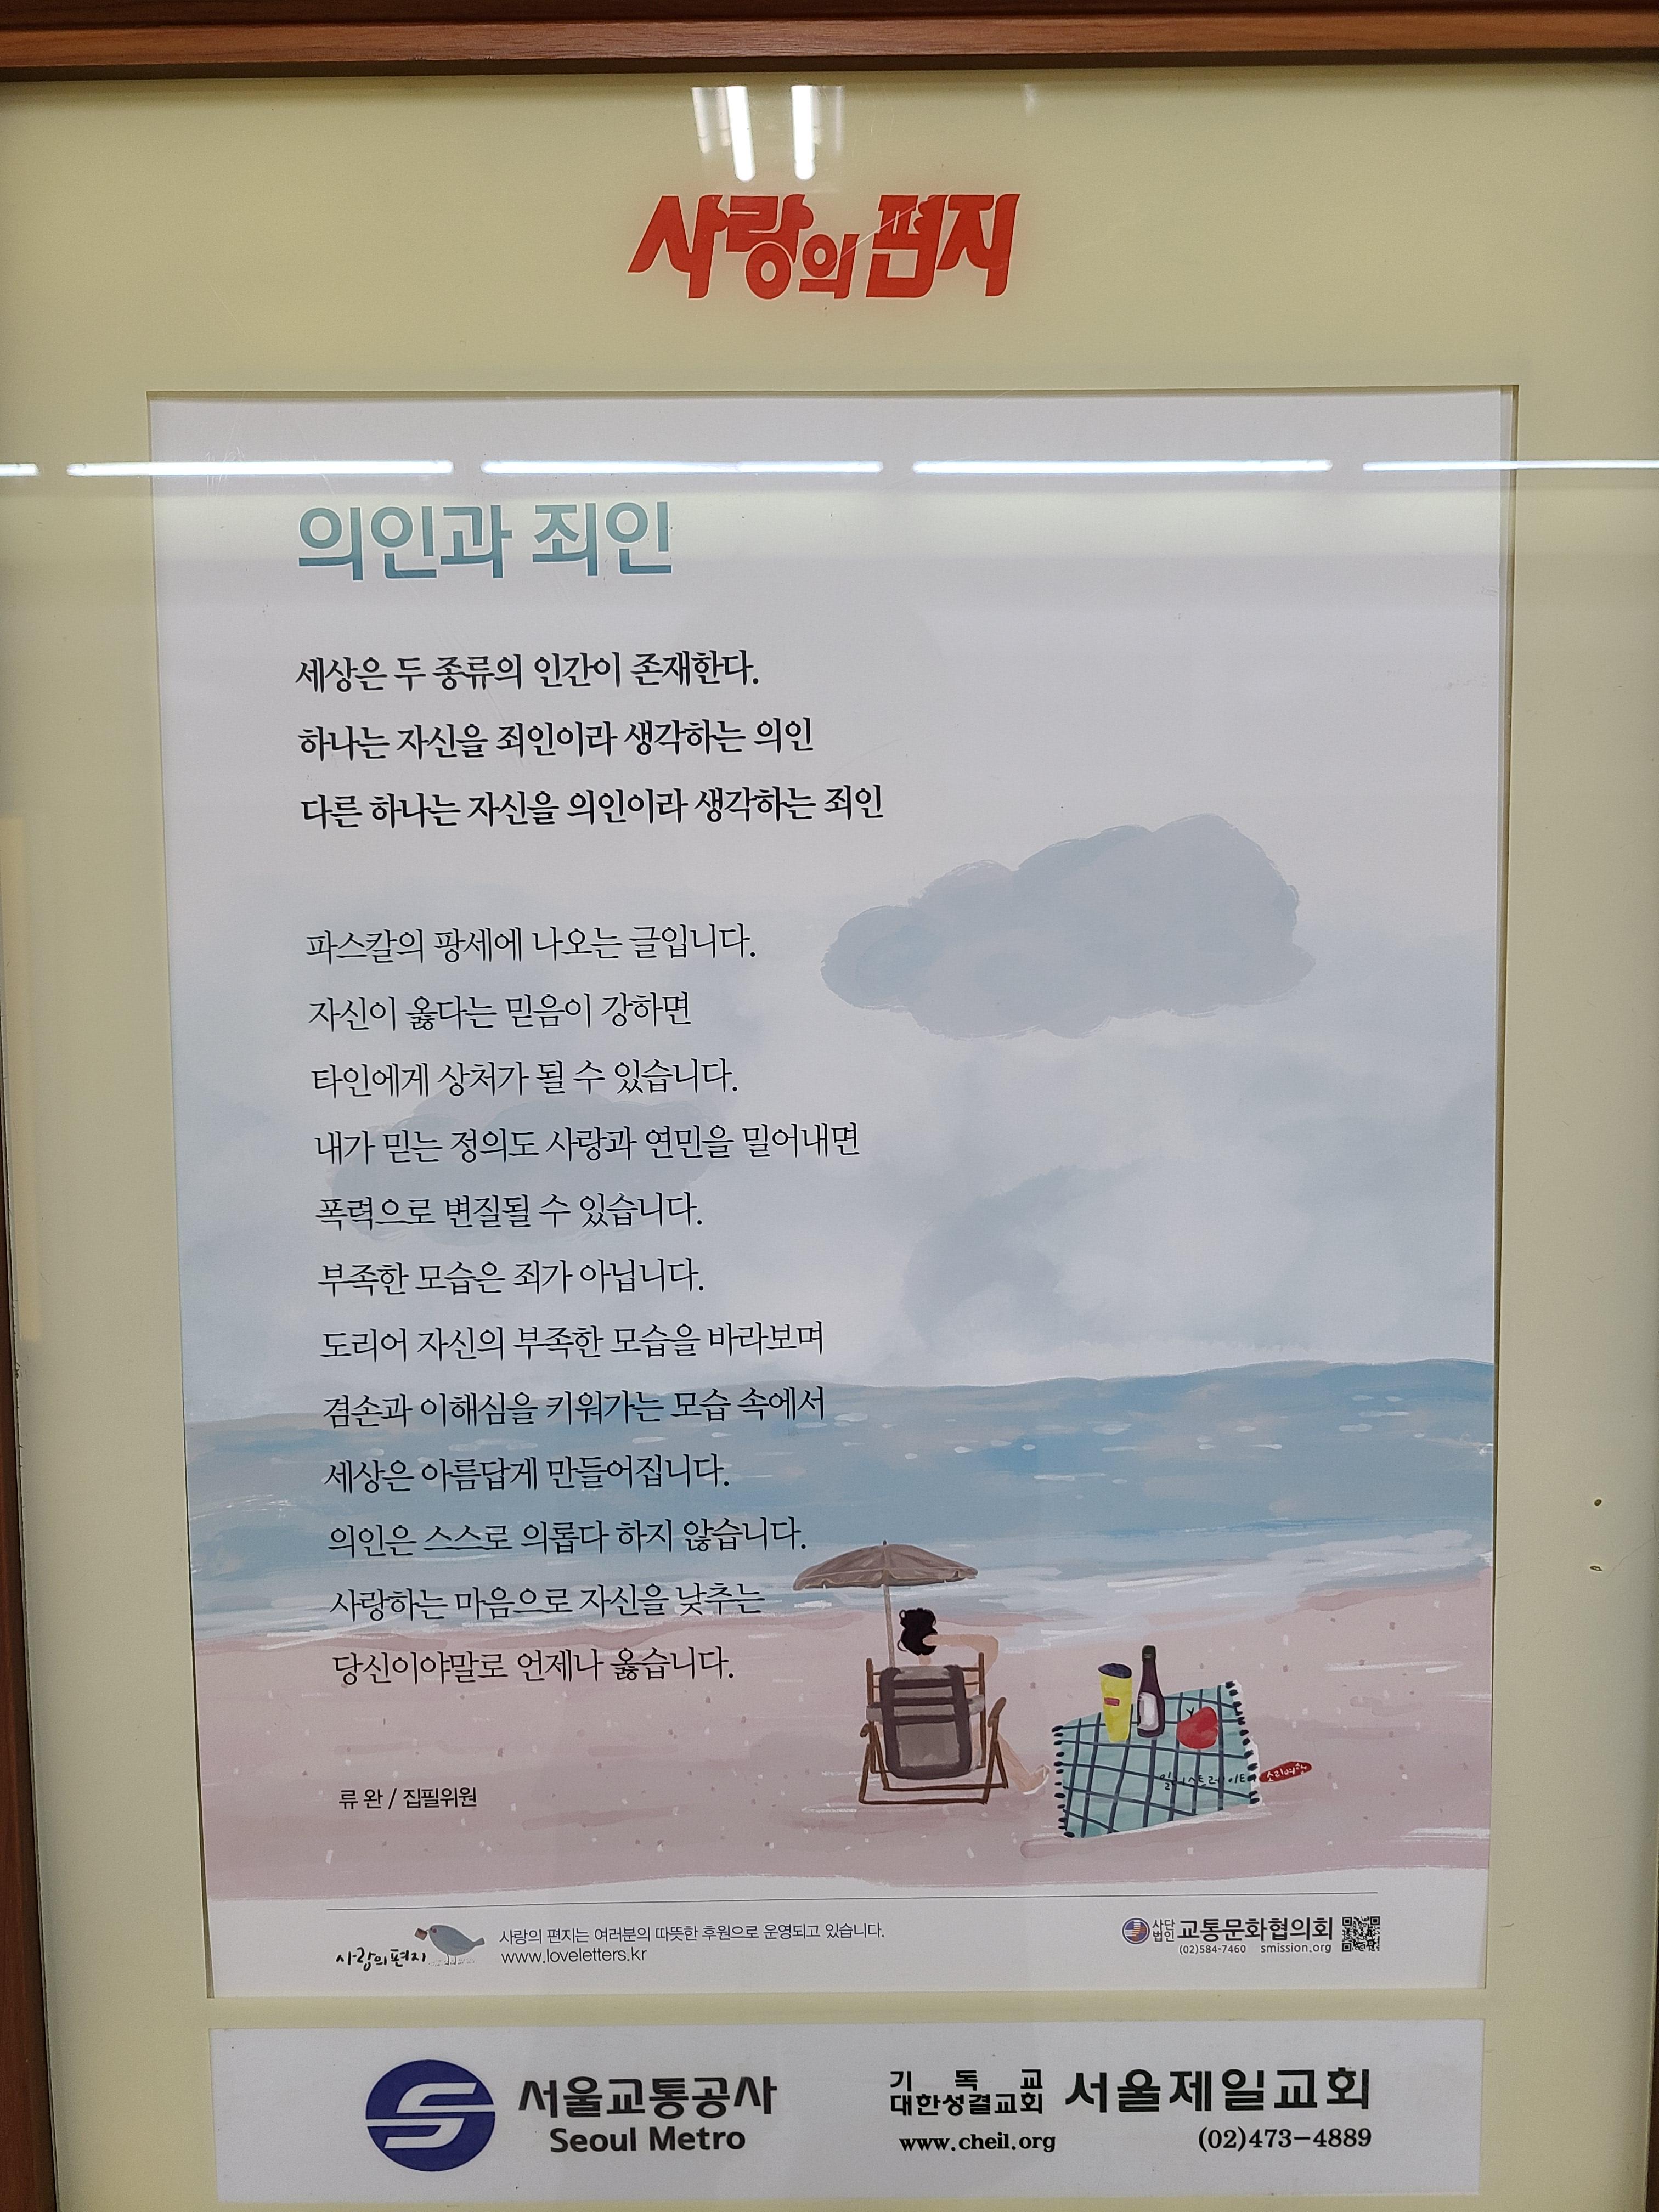 사랑의 편지
의인과 죄인
세상은 두 종류의 인간이 존재한다.
하나는 자신을 죄인이라 생각하는 의인
다른 하나는 자신을 의인이라 생각하는 죄인
파스칼의 팡세에 나오는 글입니다.
자신이 옳다는 믿음이 강하면
타인에게 상처가 될 수 있습니다.
내가 믿는 정의도 사랑과 연민을 밀어내면
폭력으로 변질될 수 있습니다.
부족한 모습은 죄가 아닙니다.
도리어 자신의 부족한 모습을 바라보며
겸손과 이해심을 키워가는 모습 속에서
세상은 아름답게 만들어집니다.
의인은 스스로 의롭다 하지 않습니다.
사랑하는 마음으로 자신을 낮추는
당신이야말로 언제나 옳습니다.
류 완 / 집필위원
사랑의 편지
사랑의 편지는 여러분의 따뜻한 후원으로 운영되고 있습니다.
www.loveletters.kr
사단법인 교통문화협의회
(02)584-7460 smission.org
서울교통공사
Seoul Metro
기독교
대한성결교회 서울제일교회
www.cheil.org (02)473-4889